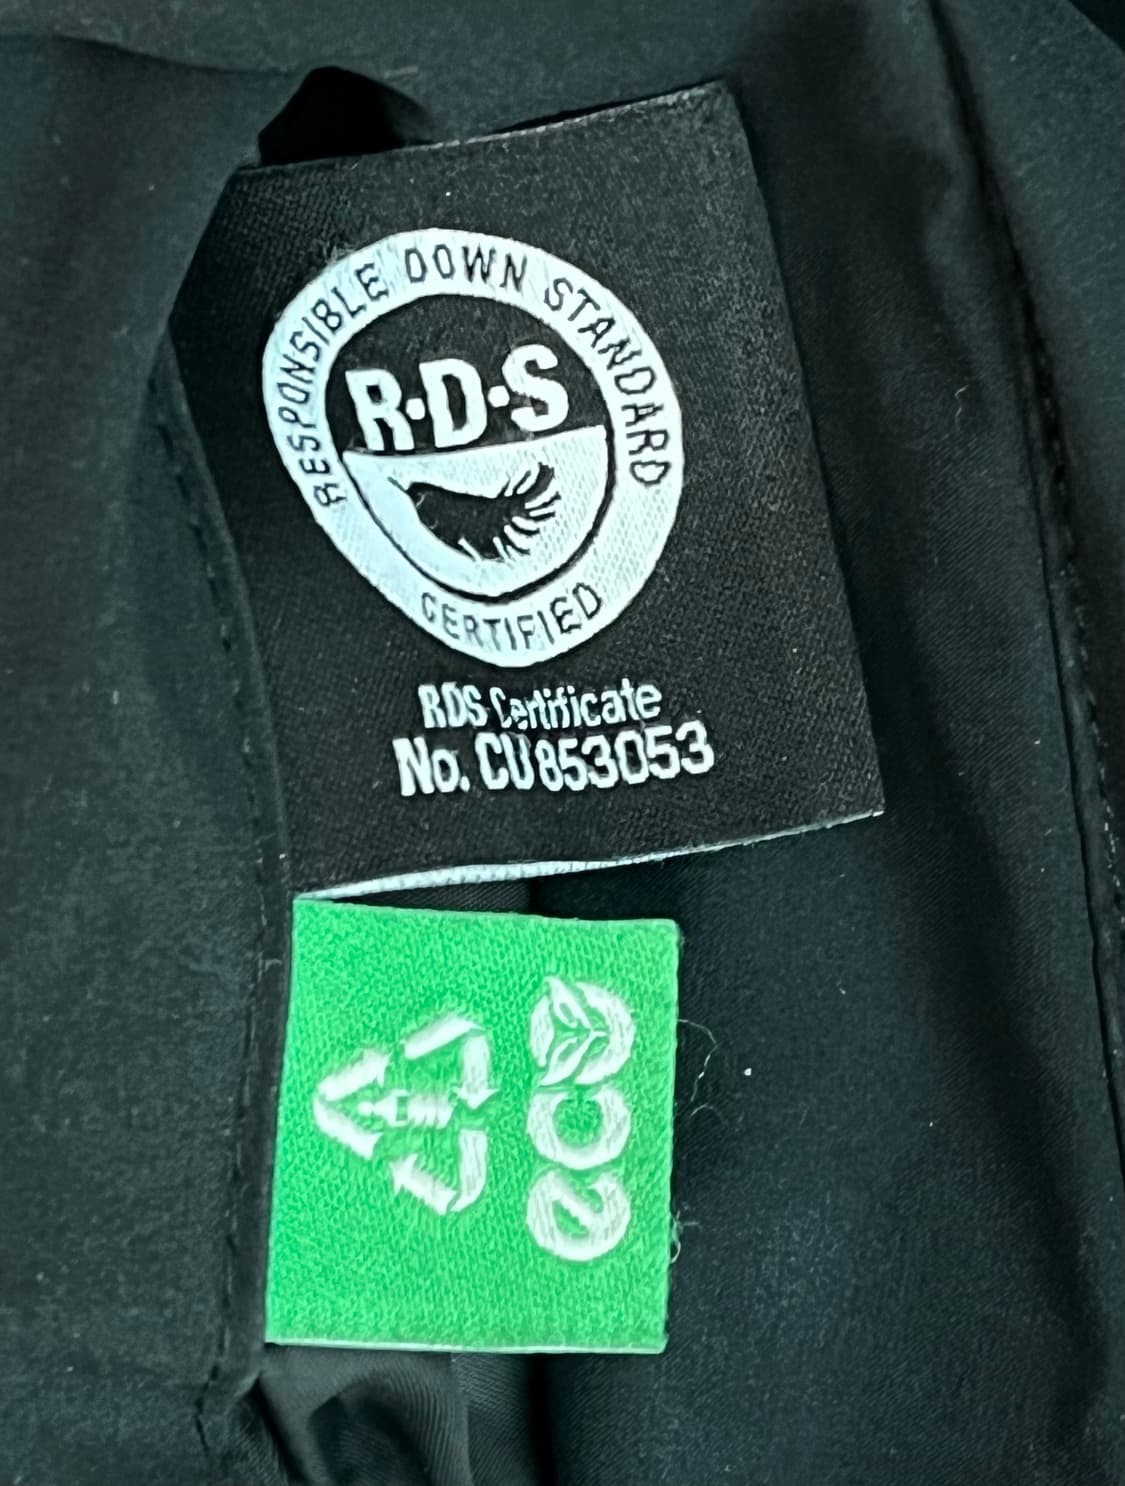 RESPONSIBLE DOWN STANDARD
R·D·S
CERTIFIED
RDS Certificate
No. CU853053
eco